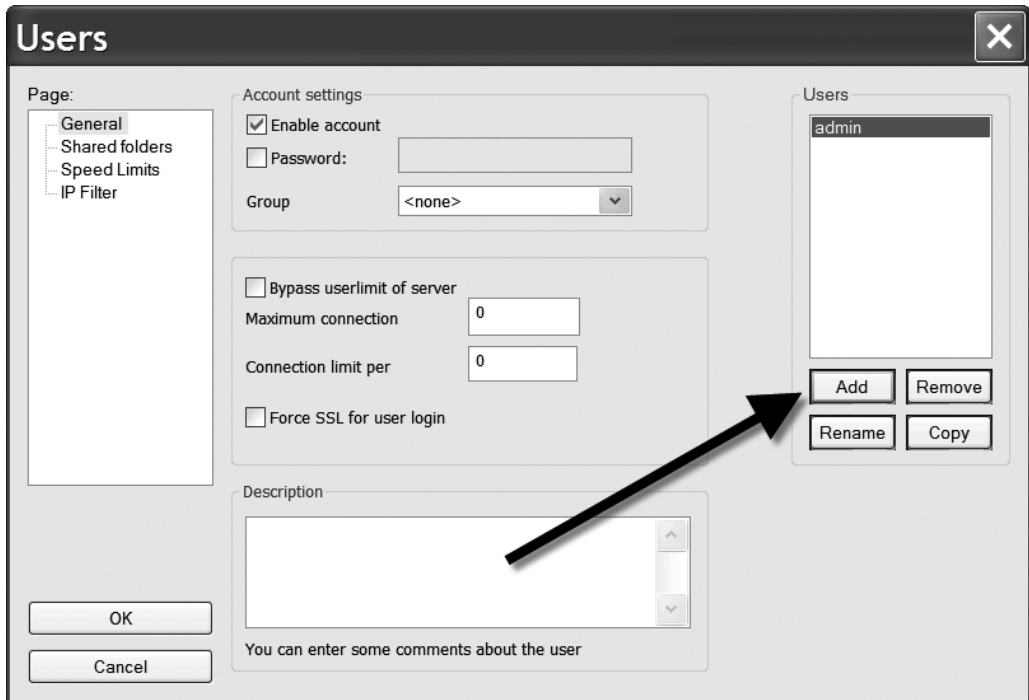 Users
Page:
General
Shared folders
Speed Limits
IP Filter
Account settings
Enable account
Password:
Group <none>
Bypass userlimit of server
Maximum connection 0
Connection limit per 0
Force SSL for user login
Description
You can enter some comments about the user
Users
admin
Add Remove
Rename Copy
OK
Cancel